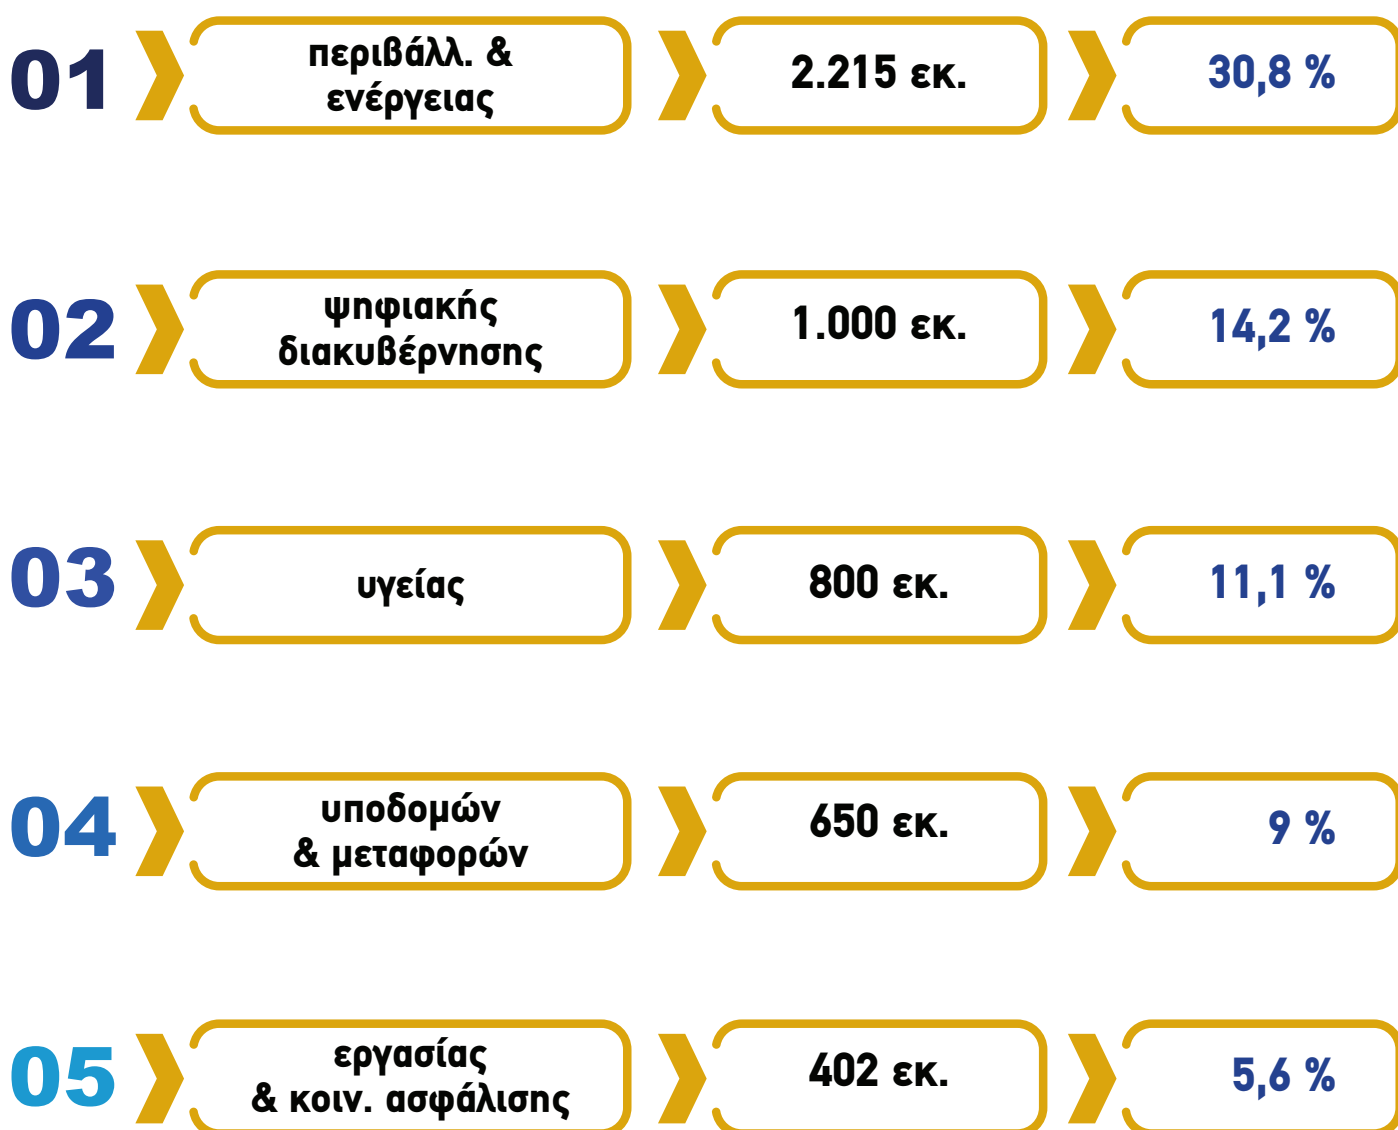 01
περιβάλλ. &
ενέργειας
2.215 εκ.
30,8 %
02
ψηφιακής
διακυβέρνησης
1.000 εκ.
14,2 %
03
υγείας
800 εκ.
11,1 %
04
υποδομών
& μεταφορών
650 εκ.
9 %
05
εργασίας
& κοιν. ασφάλισης
402 εκ.
5,6 %